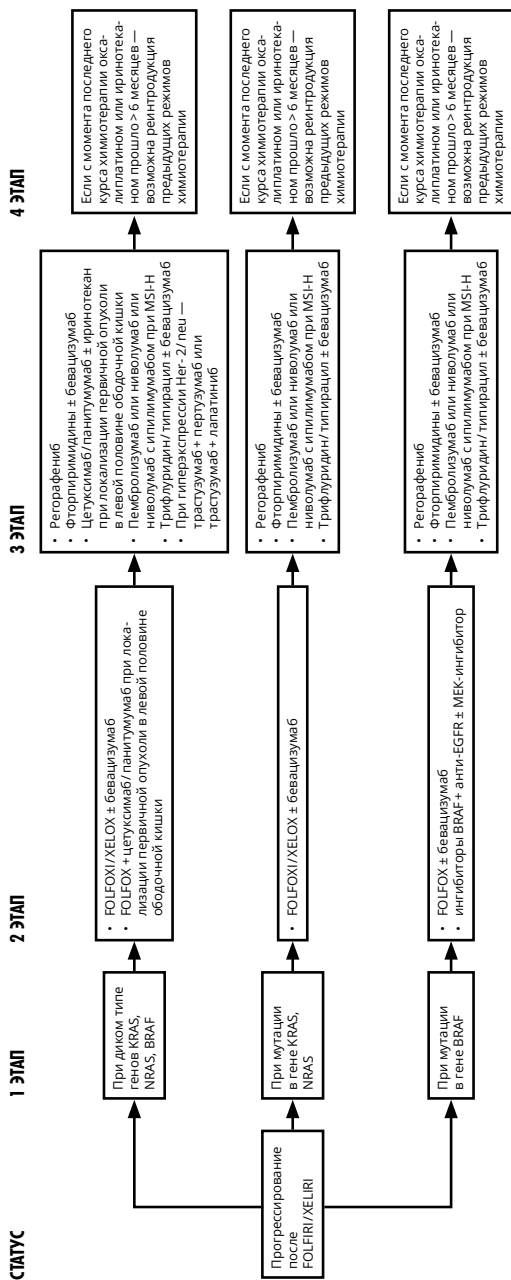 СТАТУС
1 ЭТАП
2 ЭТАП
3 ЭТАП
4 ЭТАП
Прогрессирование
после
FOLFIRI/XELIRI
При диком типе
генов KRAS,
NRAS, BRAF
• FOLFOXI/XELOX ± бевацизумаб
• FOLFOX + цетуксимаб/панитумумаб при лока-
лизации первичной опухоли в левой половине
ободочной кишки
• Регорафениб
• Фторпиримидины ± бевацизумаб
• Цетуксимаб/панитумумаб ± иринотекан
при локализации первичной опухоли
в левой половине ободочной кишки
• Пембролизумаб или ниволумаб или
ниволумаб с ипилимумабом при MSI-H
• Трифлуридин/типирацил ± бевацизумаб
• При гиперэкспрессии Her-2/neu —
трастузумаб + пертузумаб или
трастузумаб + лапатиниб
Если с момента последнего
курса химиотерапии окса-
липлатином или иринотека-
ном прошло > 6 месяцев —
возможна реинтродукция
предыдущих режимов
химиотерапии
При мутации
в гене KRAS,
NRAS
• FOLFOXI/XELOX ± бевацизумаб
• Регорафениб
• Фторпиримидины ± бевацизумаб
• Пембролизумаб или ниволумаб или
ниволумаб с ипилимумабом при MSI-H
• Трифлуридин/типирацил ± бевацизумаб
Если с момента последнего
курса химиотерапии окса-
липлатином или иринотека-
ном прошло > 6 месяцев —
возможна реинтродукция
предыдущих режимов
химиотерапии
При мутации
в гене BRAF
• FOLFOX ± бевацизумаб
• ингибиторы BRAF + анти-EGFR ± MEK-ингибитор
• Регорафениб
• Фторпиримидины ± бевацизумаб
• Пембролизумаб или ниволумаб или
ниволумаб с ипилимумабом при MSI-H
• Трифлуридин/типирацил ± бевацизумаб
Если с момента последнего
курса химиотерапии окса-
липлатином или иринотека-
ном прошло > 6 месяцев —
возможна реинтродукция
предыдущих режимов
химиотерапии